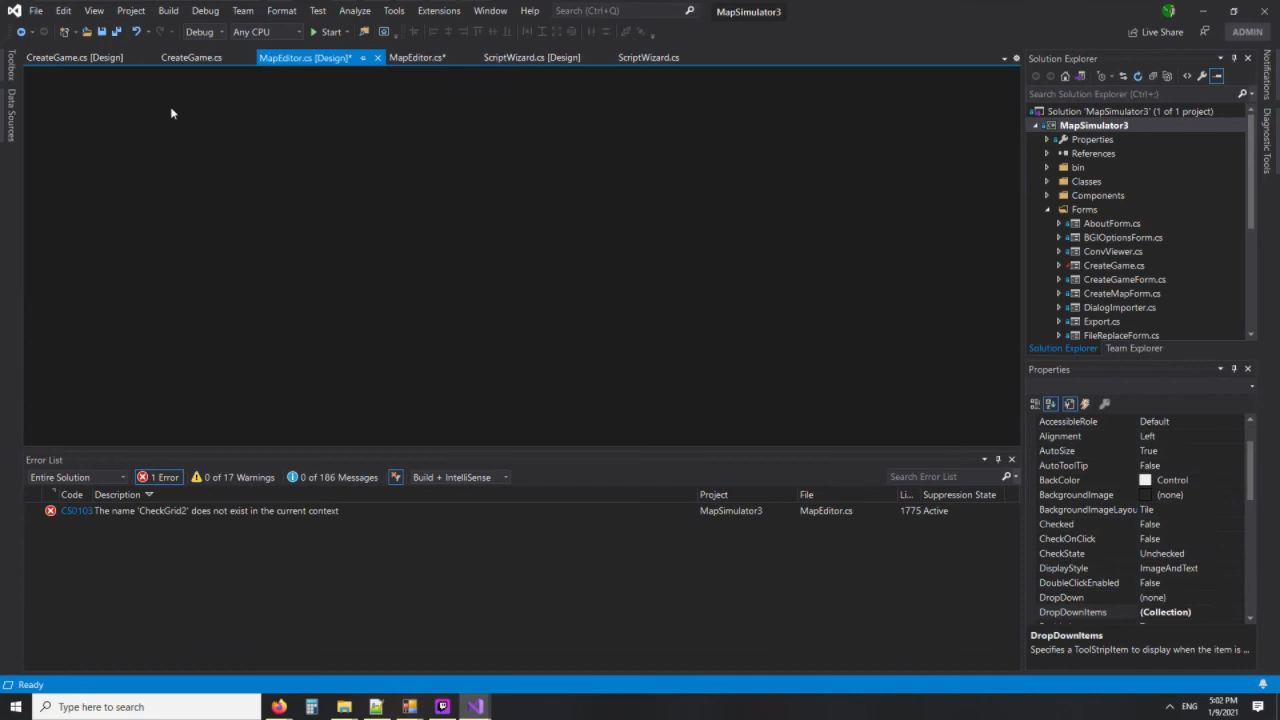 File Edit View Project Build Debug Team Format Test Analyze Tools Extensions Window Help Search (Ctrl+Q) MapSimulator3
Debug Any CPU Start Live Share ADMIN
CreateGame.cs [Design] CreateGame.cs MapEditor.cs [Design]* MapEditor.cs* ScriptWizard.cs [Design] ScriptWizard.cs
Toolbox
Data Sources
Solution Explorer
Search Solution Explorer (Ctrl+;)
Solution 'MapSimulator3' (1 of 1 project)
MapSimulator3
Properties
References
bin
Classes
Components
Forms
AboutForm.cs
BGIOptionsForm.cs
ConvViewer.cs
CreateGame.cs
CreateGameForm.cs
CreateMapForm.cs
DialogImporter.cs
Export.cs
FileReplaceForm.cs
Solution Explorer Team Explorer
Notifications
Diagnostic Tools
Properties
AccessibleRole Default
Alignment Left
AutoSize True
AutoToolTip False
BackColor Control
BackgroundImage (none)
BackgroundImageLayou Tile
Checked False
CheckOnClick False
CheckState Unchecked
DisplayStyle ImageAndText
DoubleClickEnabled False
DropDown (none)
DropDownItems (Collection)
DropDownItems
Specifies a ToolStripItem to display when the item is ...
Error List
Entire Solution 1 Error 0 of 17 Warnings 0 of 186 Messages Build + IntelliSense Search Error List
Code Description Project File Li... Suppression State
CS0103 The name 'CheckGrid2' does not exist in the current context MapSimulator3 MapEditor.cs 1775 Active
Ready
Type here to search ENG 5:02 PM
1/9/2021